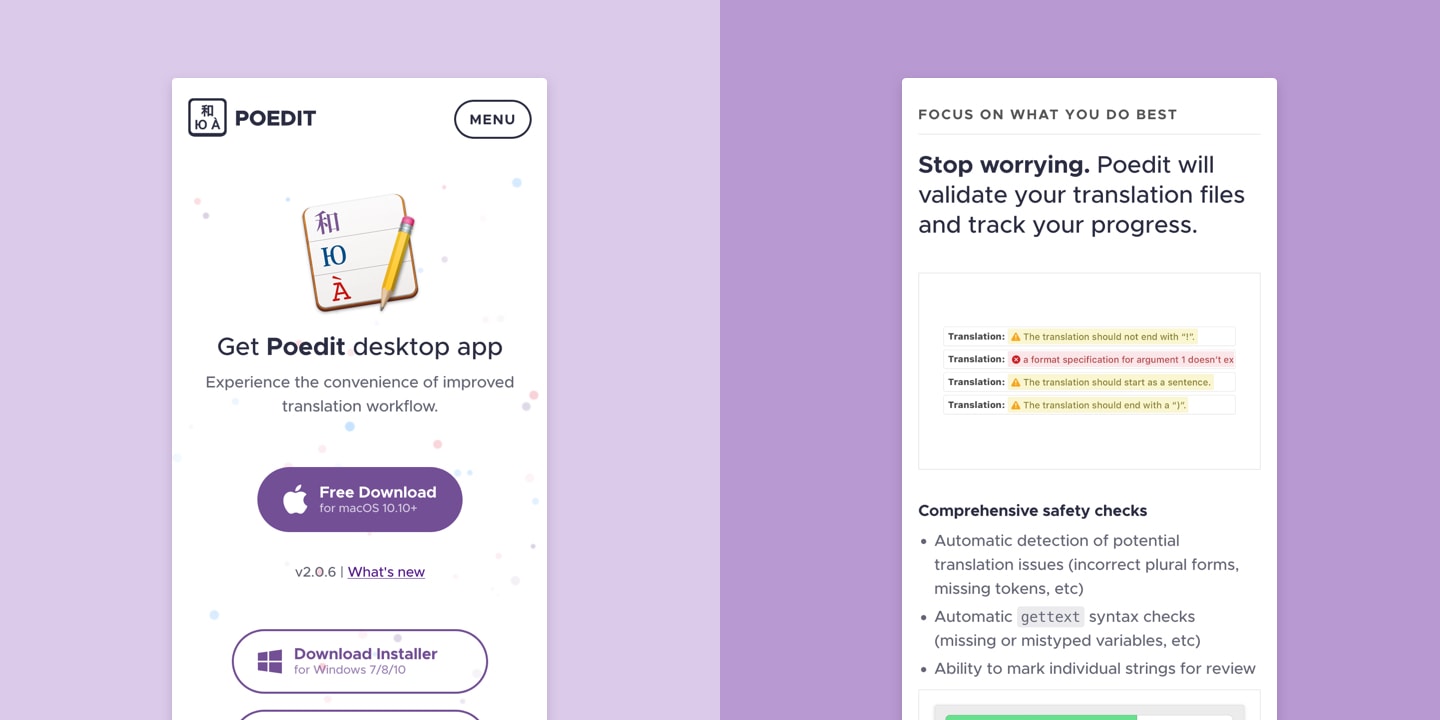 和
Ю À
POEDIT
MENU
和
Ю
À
Get Poedit desktop app
Experience the convenience of improved
translation workflow.
Free Download
for macOS 10.10+
v2.0.6 | What's new
Download Installer
for Windows 7/8/10
FOCUS ON WHAT YOU DO BEST
Stop worrying. Poedit will
validate your translation files
and track your progress.
Translation: The translation should not end with "!".
Translation: a format specification for argument 1 doesn't ex
Translation: The translation should start as a sentence.
Translation: The translation should end with a ")".
Comprehensive safety checks
• Automatic detection of potential
translation issues (incorrect plural forms,
missing tokens, etc)
• Automatic gettext syntax checks
(missing or mistyped variables, etc)
• Ability to mark individual strings for review